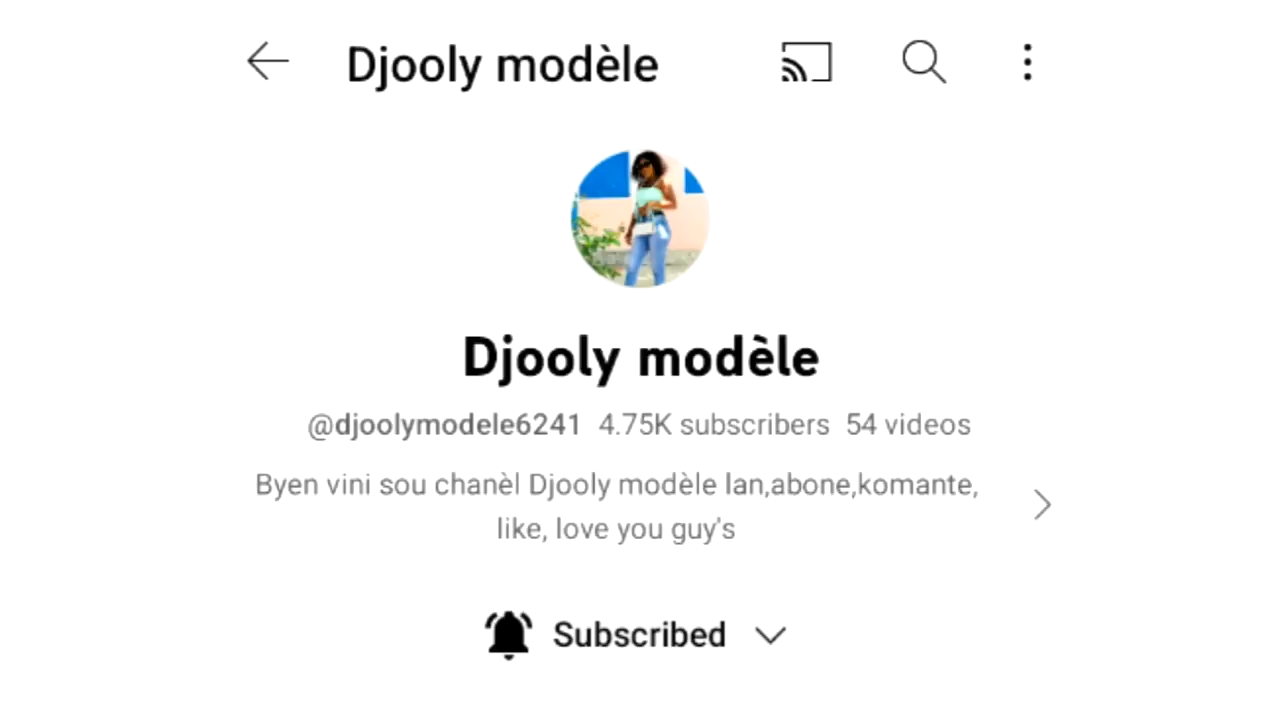 Djooly modèle
Djooly modèle
@djoolymodele6241 4.75K subscribers 54 videos
Byen vini sou chanèl Djooly modèle lan,abone,komante,
like, love you guy's
Subscribed